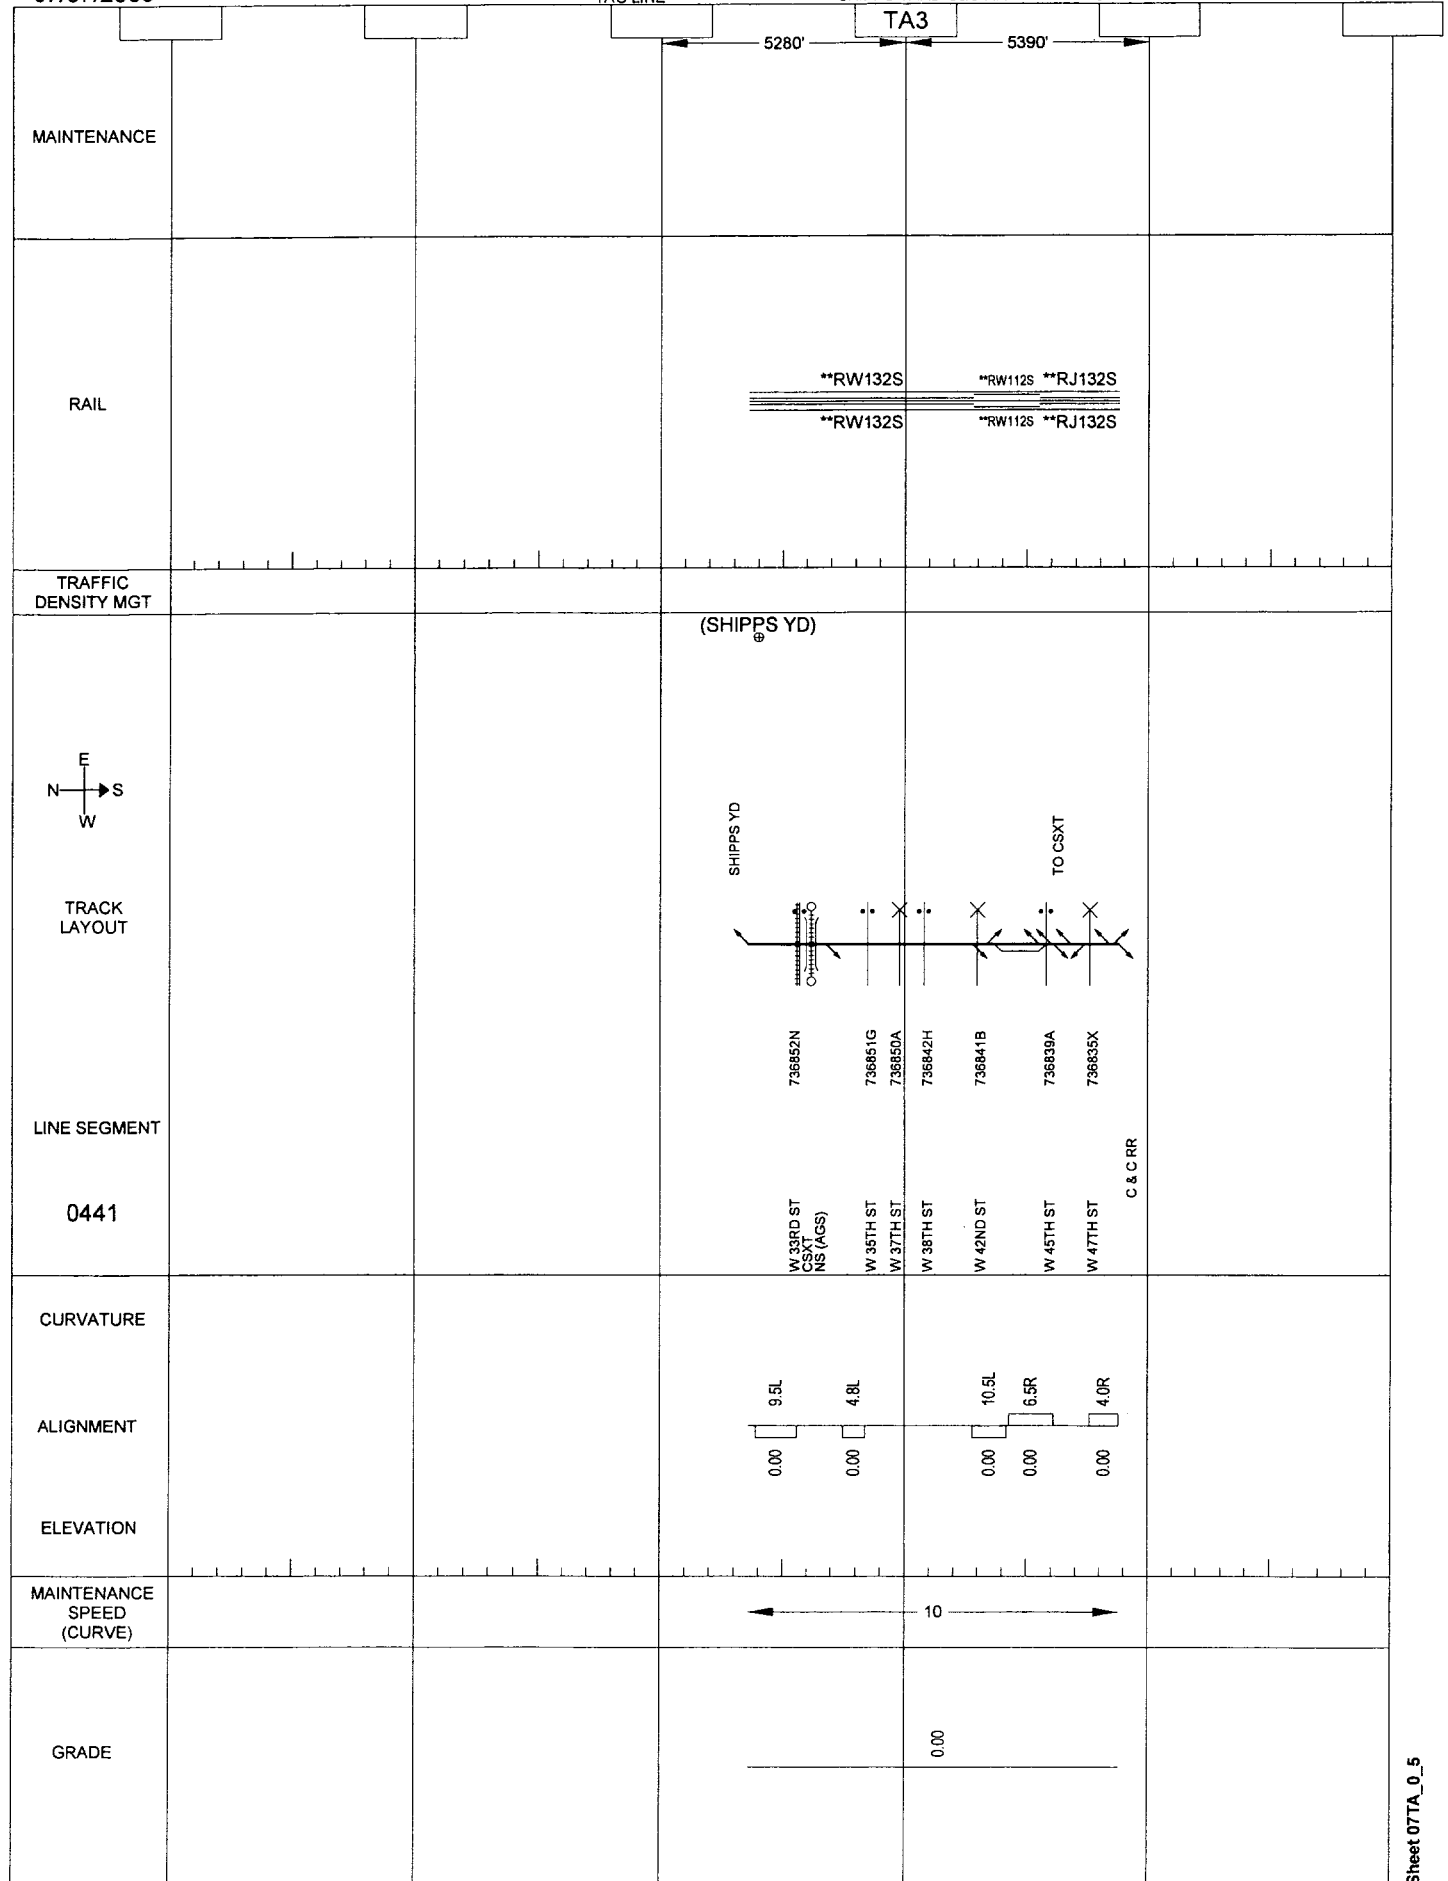 TA3
5280'
5390'
MAINTENANCE
**RW132S
**RW112S
**RJ132S
RAIL
**RW132S
**RW112S
**RJ132S
TRAFFIC
DENSITY MGT
(SHIPPS YD)
E
N
S
W
SHIPPS YD
TO CSXT
TRACK
LAYOUT
736852N
736851G
736850A
736842H
736841B
736839A
736835X
LINE SEGMENT
0441
W 33RD ST
CSXT
NS (AGS)
W 35TH ST
W 37TH ST
W 38TH ST
W 42ND ST
W 45TH ST
W 47TH ST
C & C RR
CURVATURE
9.5L
4.8L
10.5L
6.5R
4.0R
ALIGNMENT
0.00
0.00
0.00
0.00
0.00
ELEVATION
MAINTENANCE
SPEED
(CURVE)
10
GRADE
0.00
Sheet 07TA_0_5